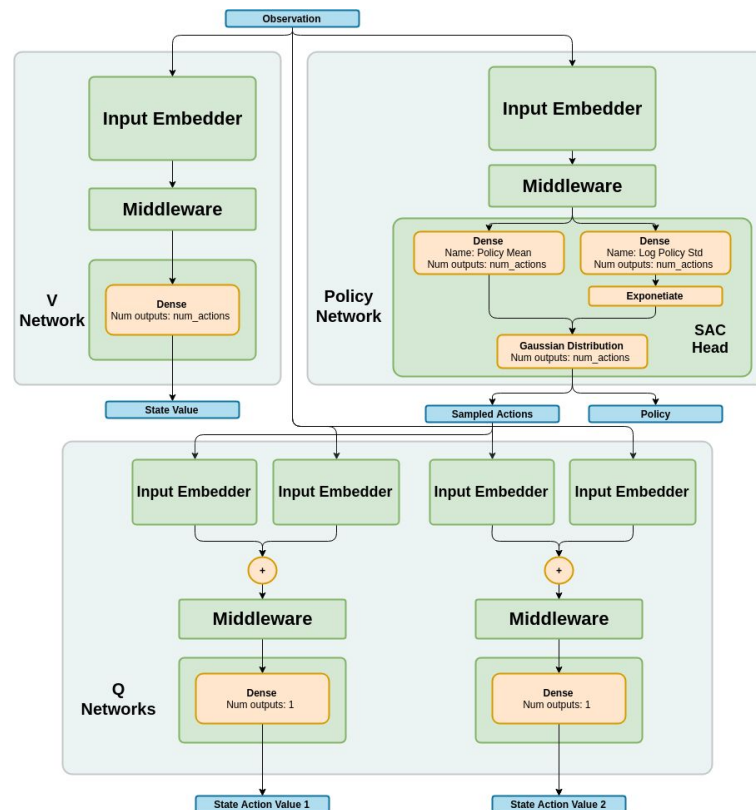 Observation
Input Embedder
Middleware
Dense
Num outputs: num_actions
V
Network
State Value
Input Embedder
Middleware
Dense
Name: Policy Mean
Num outputs: num_actions
Dense
Name: Log Policy Std
Num outputs: num_actions
Exponetiate
Policy
Network
SAC
Head
Gaussian Distribution
Num outputs: num_actions
Sampled Actions
Policy
Input Embedder
Input Embedder
Input Embedder
Input Embedder
+
+
Middleware
Middleware
Q
Networks
Dense
Num outputs: 1
Dense
Num outputs: 1
State Action Value 1
State Action Value 2